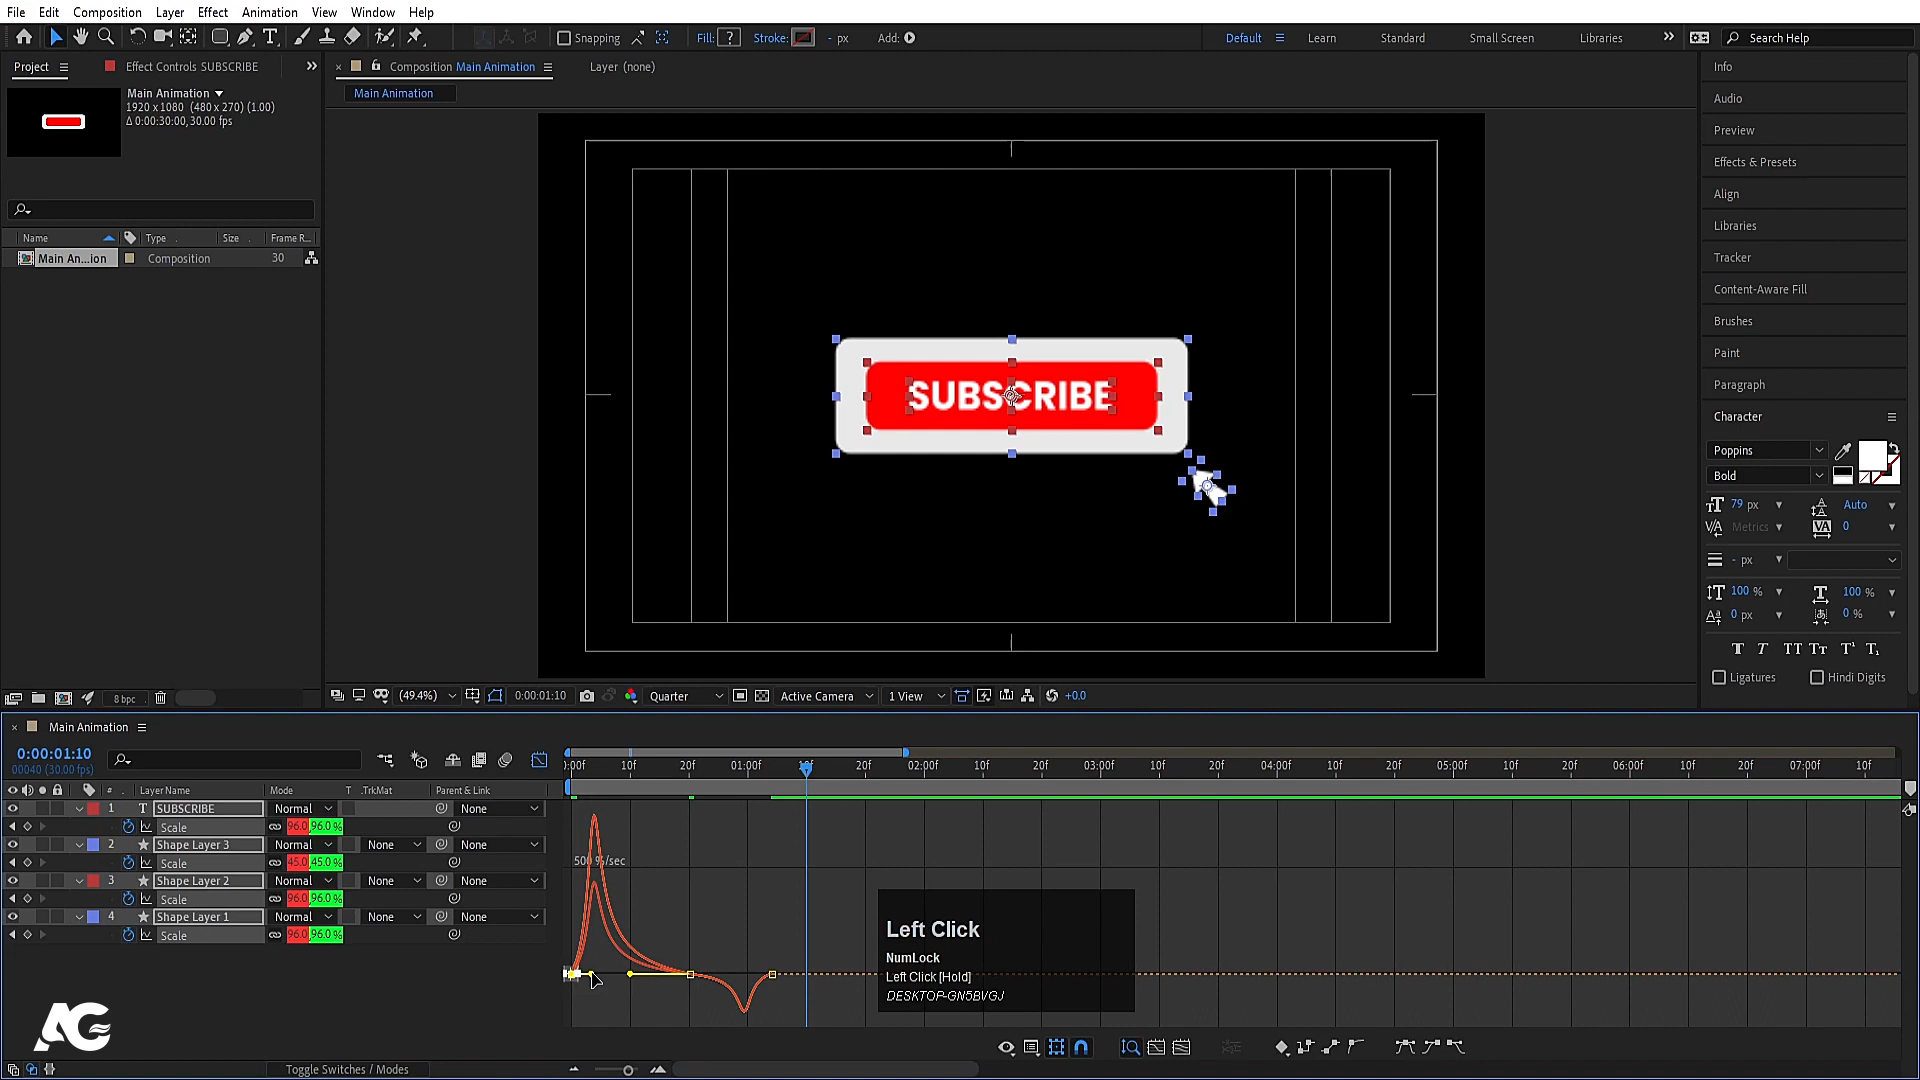 File Edit Composition Layer Effect Animation View Window Help
Snapping Fill: ? Stroke: - px Add: Default Learn Standard Small Screen Libraries » Search Help
Project Effect Controls SUBSCRIBE » × Composition Main Animation Layer (none)
Main Animation
Main Animation
1920 x 1080 (480 x 270) (1.00)
Δ 0:00:30:00, 30.00 fps
Name Type Size Frame R...
Main An...ion Composition 30
SUBSCRIBE
Info
Audio
Preview
Effects & Presets
Align
Libraries
Tracker
Content-Aware Fill
Brushes
Paint
Paragraph
Character
Poppins
Bold
79 px Auto
Metrics 0
- px
100 % 100 %
0 px 0 %
T T TT Tт T¹ T₁
Ligatures Hindi Digits
8 bpc (49.4%) 0:00:01:10 Quarter Active Camera 1 View +0.0
× Main Animation
0:00:01:10
00040 (30.00 fps)
# Layer Name Mode T .TrkMat Parent & Link
1 T SUBSCRIBE Normal None
Scale 96.0,96.0 %
2 Shape Layer 3 Normal None None
Scale 45.0,45.0 %
3 Shape Layer 2 Normal None None
Scale 96.0,96.0 %
4 Shape Layer 1 Normal None None
Scale 96.0,96.0 %
:00f 10f 20f 01:00f 20f 02:00f 10f 20f 03:00f 10f 20f 04:00f 10f 20f 05:00f 10f 20f 06:00f 10f 20f 07:00f 10f
500 %/sec
Left Click
NumLock
Left Click [Hold]
DESKTOP-GN5BVGJ
AG
Toggle Switches / Modes